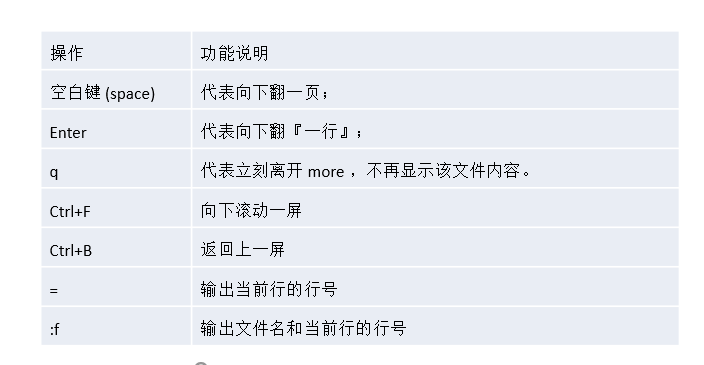 操作 功能说明
空白键 (space) 代表向下翻一页；
Enter 代表向下翻『一行』；
q 代表立刻离开 more ，不再显示该文件内容。
Ctrl+F 向下滚动一屏
Ctrl+B 返回上一屏
= 输出当前行的行号
:f 输出文件名和当前行的行号